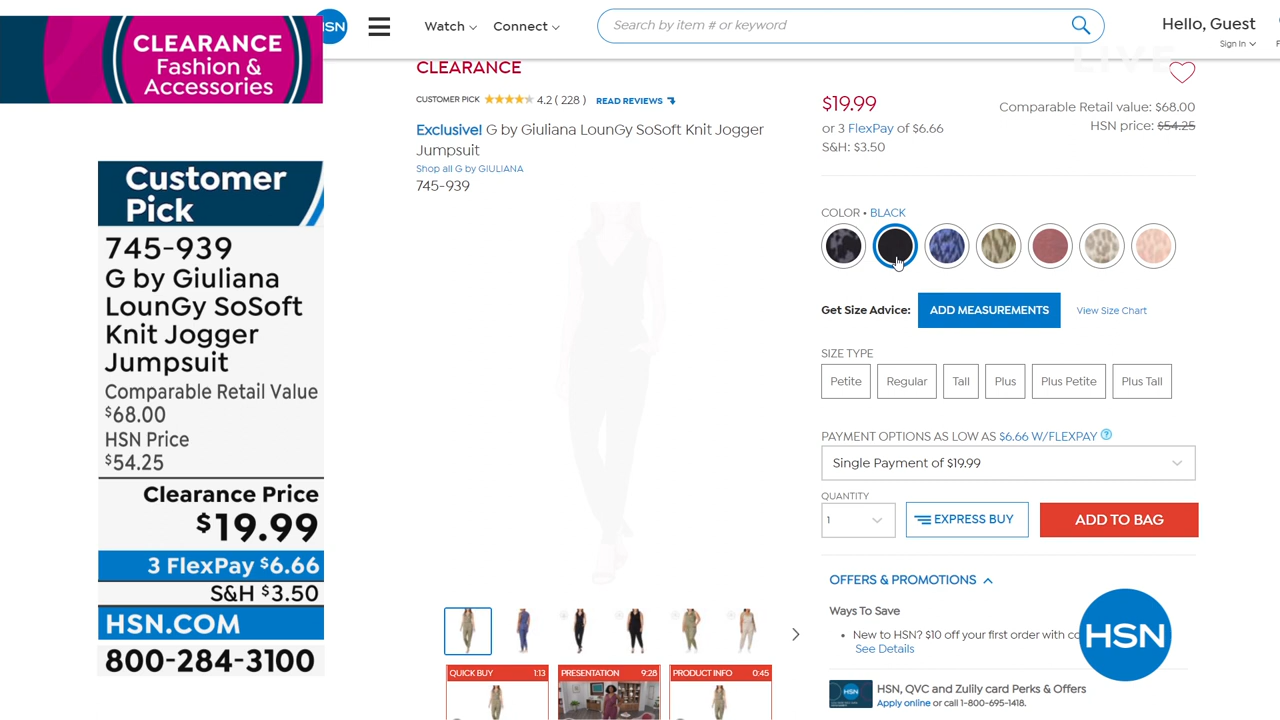 CLEARANCE
Fashion &
Accessories
HSN
Watch
Connect
Search by item # or keyword
Hello, Guest
Sign In
LIVE
Customer
Pick
745-939
G by Giuliana
LounGy SoSoft
Knit Jogger
Jumpsuit
Comparable Retail Value
$68.00
HSN Price
$54.25
Clearance Price
$19.99
3 FlexPay $6.66
S&H $3.50
HSN.COM
800-284-3100
CLEARANCE
CUSTOMER PICK 4.2 ( 228 ) READ REVIEWS
Exclusive! G by Giuliana LounGy SoSoft Knit Jogger
Jumpsuit
Shop all G by GIULIANA
745-939
QUICK BUY 1:13
PRESENTATION 9:28
PRODUCT INFO 0:45
$19.99
or 3 FlexPay of $6.66
S&H: $3.50
Comparable Retail value: $68.00
HSN price: $54.25
COLOR • BLACK
Get Size Advice: ADD MEASUREMENTS View Size Chart
SIZE TYPE
Petite Regular Tall Plus Plus Petite Plus Tall
PAYMENT OPTIONS AS LOW AS $6.66 W/FLEXPAY ?
Single Payment of $19.99
QUANTITY
1
EXPRESS BUY
ADD TO BAG
OFFERS & PROMOTIONS
Ways To Save
• New to HSN? $10 off your first order with co
See Details
HSN
HSN
HSN, QVC and Zulily card Perks & Offers
Apply online or call 1-800-695-1418.